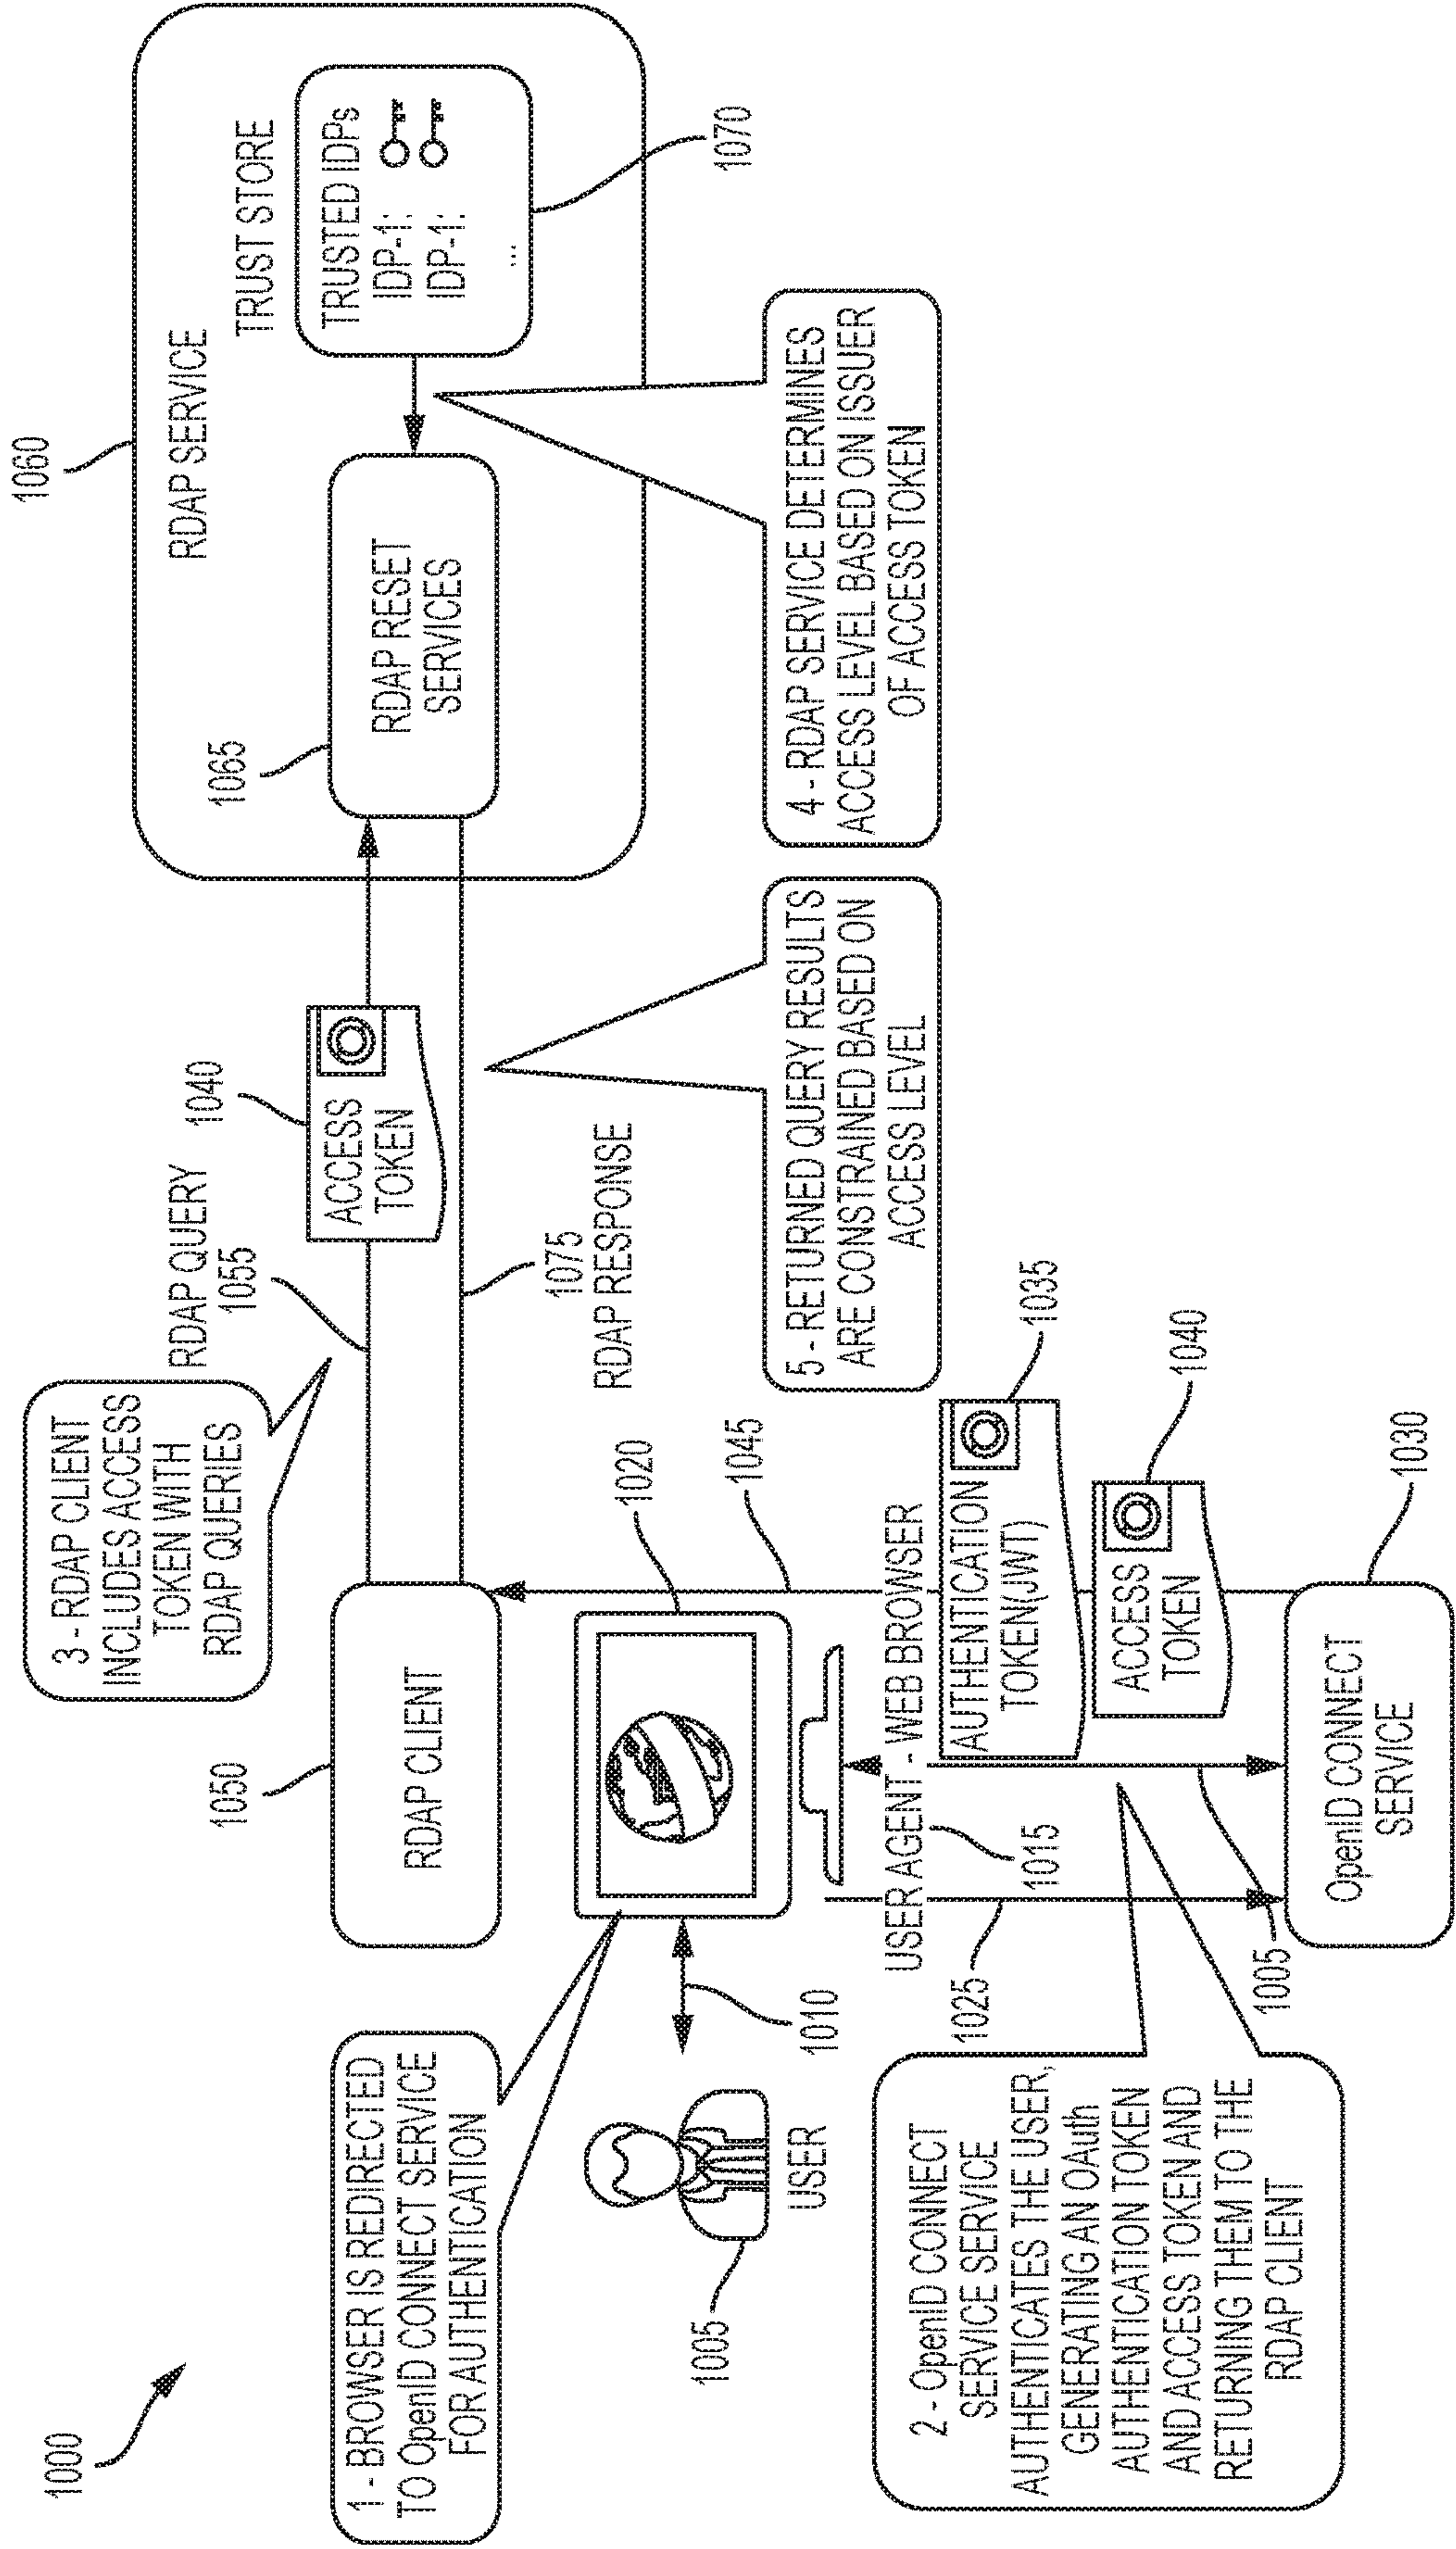 1000
1 - BROWSER IS REDIRECTED
TO OpenID CONNECT SERVICE
FOR AUTHENTICATION
1050
RDAP CLIENT
3 - RDAP CLIENT
INCLUDES ACCESS
TOKEN WITH
RDAP QUERIES
RDAP QUERY
1055
1040
ACCESS
TOKEN
1060
RDAP SERVICE
1065
RDAP RESET
SERVICES
TRUST STORE
TRUSTED IDPs
IDP-1:
IDP-1:
...
1070
1075
RDAP RESPONSE
1005
USER
1010
1020
USER AGENT - WEB BROWSER
1015
1045
5 - RETURNED QUERY RESULTS
ARE CONSTRAINED BASED ON
ACCESS LEVEL
4 - RDAP SERVICE DETERMINES
ACCESS LEVEL BASED ON ISSUER
OF ACCESS TOKEN
2 - OpenID CONNECT
SERVICE SERVICE
AUTHENTICATES THE USER,
GENERATING AN OAuth
AUTHENTICATION TOKEN
AND ACCESS TOKEN AND
RETURNING THEM TO THE
RDAP CLIENT
1025
1005
AUTHENTICATION
TOKEN(JWT)
1035
ACCESS
TOKEN
1040
OpenID CONNECT
SERVICE
1030